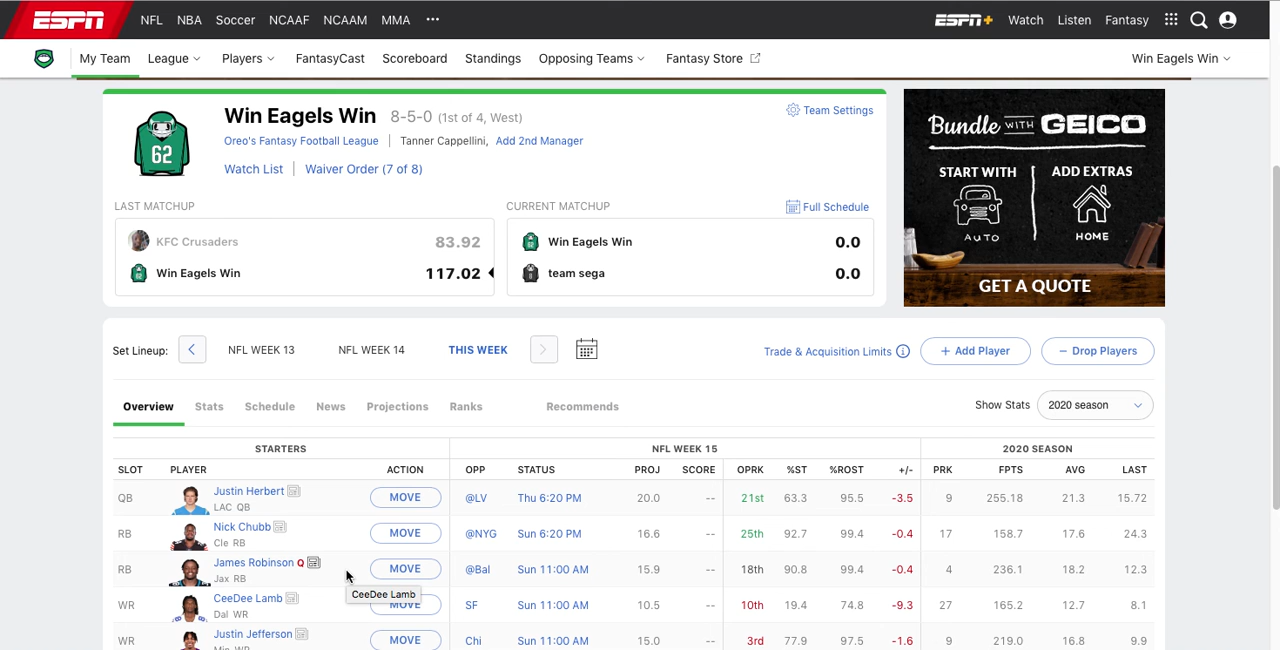 ESPN NFL NBA Soccer NCAAF NCAAM MMA ••• ESPN+ Watch Listen Fantasy
My Team League Players FantasyCast Scoreboard Standings Opposing Teams Fantasy Store Win Eagels Win
Win Eagels Win 8-5-0 (1st of 4, West) Team Settings
Oreo's Fantasy Football League | Tanner Cappellini, Add 2nd Manager
Watch List | Waiver Order (7 of 8)
62
LAST MATCHUP CURRENT MATCHUP Full Schedule
KFC Crusaders 83.92 Win Eagels Win 0.0
Win Eagels Win 117.02 team sega 0.0
Bundle WITH GEICO
START WITH ADD EXTRAS
AUTO HOME
GET A QUOTE
Set Lineup: NFL WEEK 13 NFL WEEK 14 THIS WEEK Trade & Acquisition Limits + Add Player − Drop Players
Overview Stats Schedule News Projections Ranks Recommends Show Stats 2020 season
STARTERS NFL WEEK 15 2020 SEASON
SLOT PLAYER ACTION OPP STATUS PROJ SCORE OPRK %ST %ROST +/- PRK FPTS AVG LAST
QB Justin Herbert MOVE @LV Thu 6:20 PM 20.0 -- 21st 63.3 95.5 -3.5 9 255.18 21.3 15.72
LAC QB
RB Nick Chubb MOVE @NYG Sun 6:20 PM 16.6 -- 25th 92.7 99.4 -0.4 17 158.7 17.6 24.3
Cle RB
RB James Robinson Q MOVE @Bal Sun 11:00 AM 15.9 -- 18th 90.8 99.4 -0.4 4 236.1 18.2 12.3
Jax RB
CeeDee Lamb
WR CeeDee Lamb MOVE SF Sun 11:00 AM 10.5 -- 10th 19.4 74.8 -9.3 27 165.2 12.7 8.1
Dal WR
WR Justin Jefferson MOVE Chi Sun 11:00 AM 15.0 -- 3rd 77.9 97.5 -1.6 9 219.0 16.8 9.9
Min WR